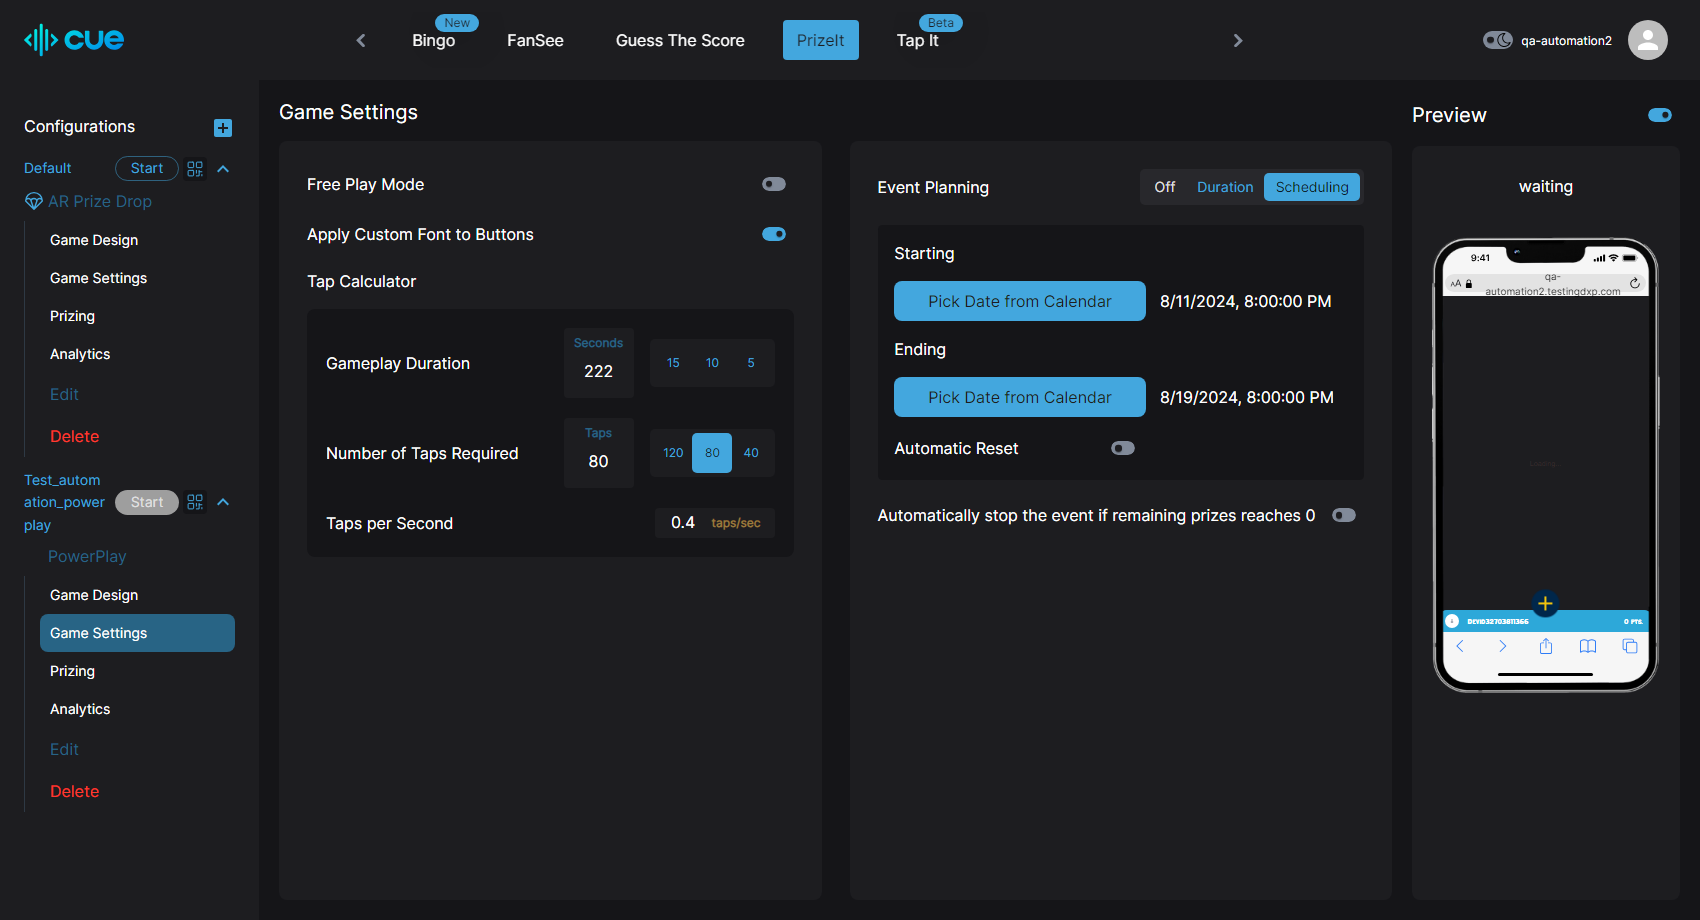 cue
Bingo
New
FanSee
Guess The Score
PrizeIt
Tap It
Beta
qa-automation2
Configurations
Default
Start
AR Prize Drop
Game Design
Game Settings
Prizing
Analytics
Edit
Delete
Test_autom
ation_power
play
Start
PowerPlay
Game Design
Game Settings
Prizing
Analytics
Edit
Delete
Game Settings
Free Play Mode
Apply Custom Font to Buttons
Tap Calculator
Gameplay Duration
Seconds
222
15 10 5
Number of Taps Required
Taps
80
120 80 40
Taps per Second
0.4 taps/sec
Event Planning
Off Duration Scheduling
Starting
Pick Date from Calendar 8/11/2024, 8:00:00 PM
Ending
Pick Date from Calendar 8/19/2024, 8:00:00 PM
Automatic Reset
Automatically stop the event if remaining prizes reaches 0
Preview
waiting
9:41
AA
qa-
automation2.testingdxp.com
0 PTS.